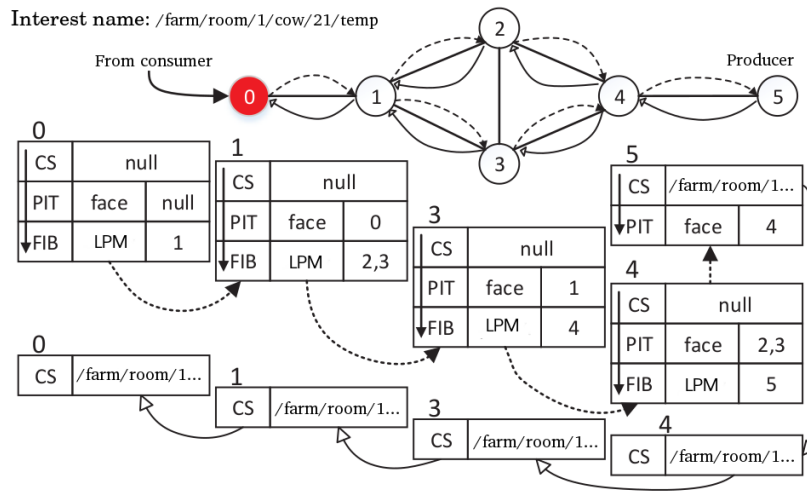 Interest name: /farm/room/1/cow/21/temp
2
From consumer
Producer
0
1
4
5
3
0
CS null
PIT face null
FIB LPM 1
1
CS null
PIT face 0
FIB LPM 2,3
3
CS null
PIT face 1
FIB LPM 4
5
CS /farm/room/1...
PIT face 4
4
CS null
PIT face 2,3
FIB LPM 5
0
CS /farm/room/1...
1
CS /farm/room/1...
3
CS /farm/room/1...
4
CS /farm/room/1...